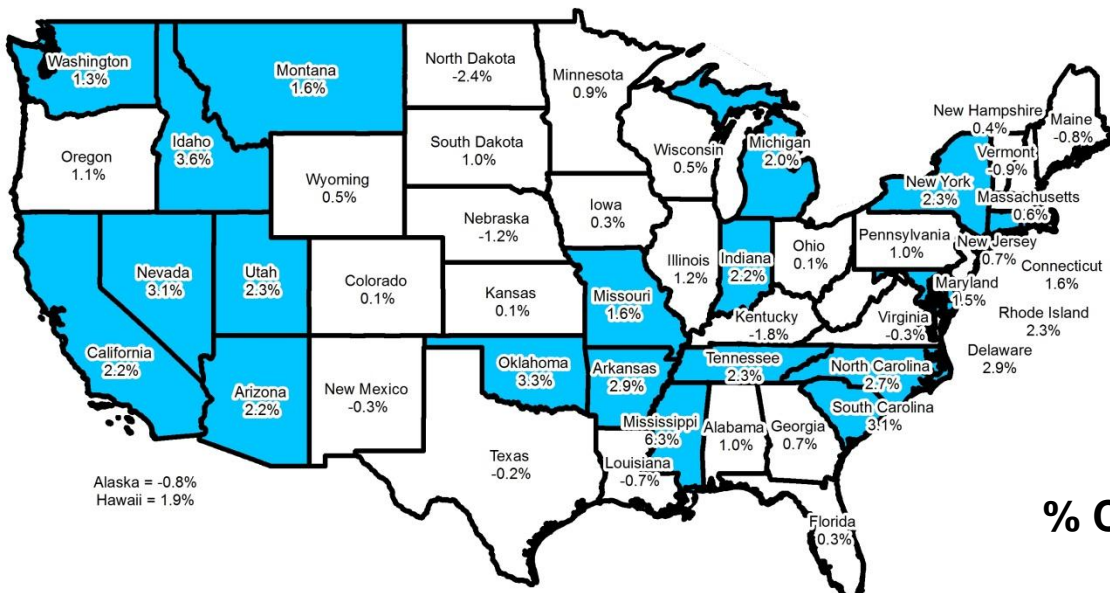 Washington
1.3%
Montana
1.6%
North Dakota
-2.4%
Minnesota
0.9%
New Hampshire
0.4%
Maine
-0.8%
Vermont
-0.9%
Oregon
1.1%
Idaho
3.6%
Wyoming
0.5%
South Dakota
1.0%
Wisconsin
0.5%
Michigan
2.0%
New York
2.3%
Massachusetts
0.6%
Nebraska
-1.2%
Iowa
0.3%
Illinois
1.2%
Indiana
2.2%
Ohio
0.1%
Pennsylvania
1.0%
New Jersey
0.7%
Connecticut
1.6%
Nevada
3.1%
Utah
2.3%
Colorado
0.1%
Kansas
0.1%
Missouri
1.6%
Kentucky
-1.8%
Virginia
-0.3%
Maryland
1.5%
Rhode Island
2.3%
Delaware
2.9%
California
2.2%
Arizona
2.2%
New Mexico
-0.3%
Oklahoma
3.3%
Arkansas
2.9%
Tennessee
2.3%
North Carolina
2.7%
South Carolina
3.1%
Texas
-0.2%
Louisiana
-0.7%
Mississippi
6.3%
Alabama
1.0%
Georgia
0.7%
Florida
0.3%
Alaska = -0.8%
Hawaii = 1.9%
% C